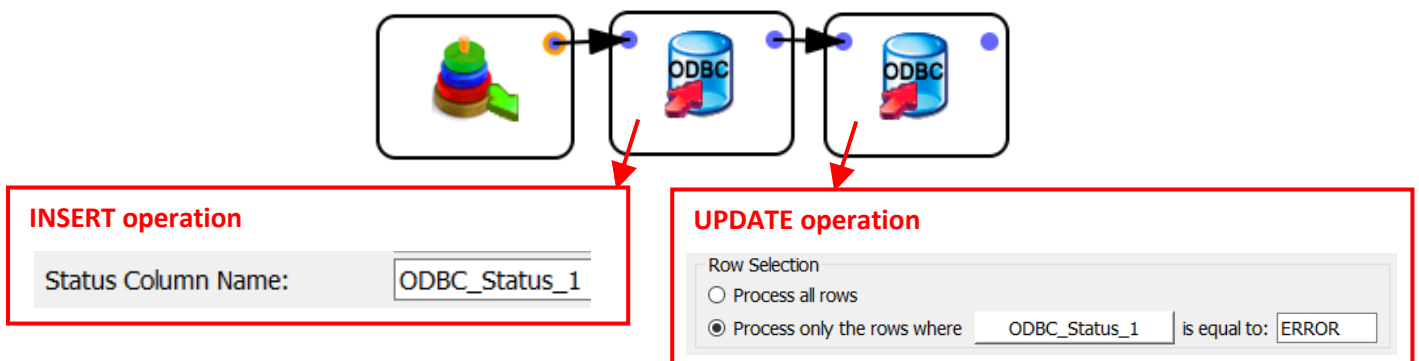 ODBC
ODBC
INSERT operation
Status Column Name: ODBC_Status_1
UPDATE operation
Row Selection
Process all rows
Process only the rows where ODBC_Status_1 is equal to: ERROR